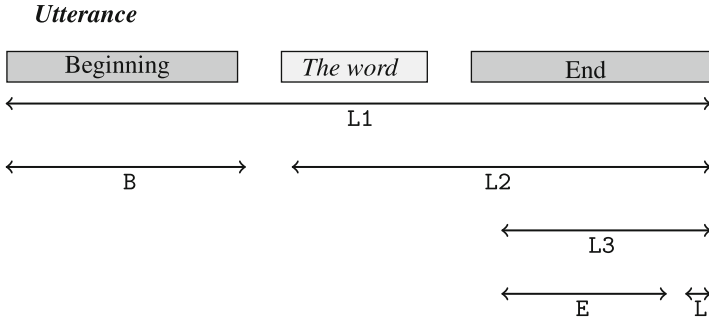 Utterance
Beginning The word End
L1
B L2
L3
E L